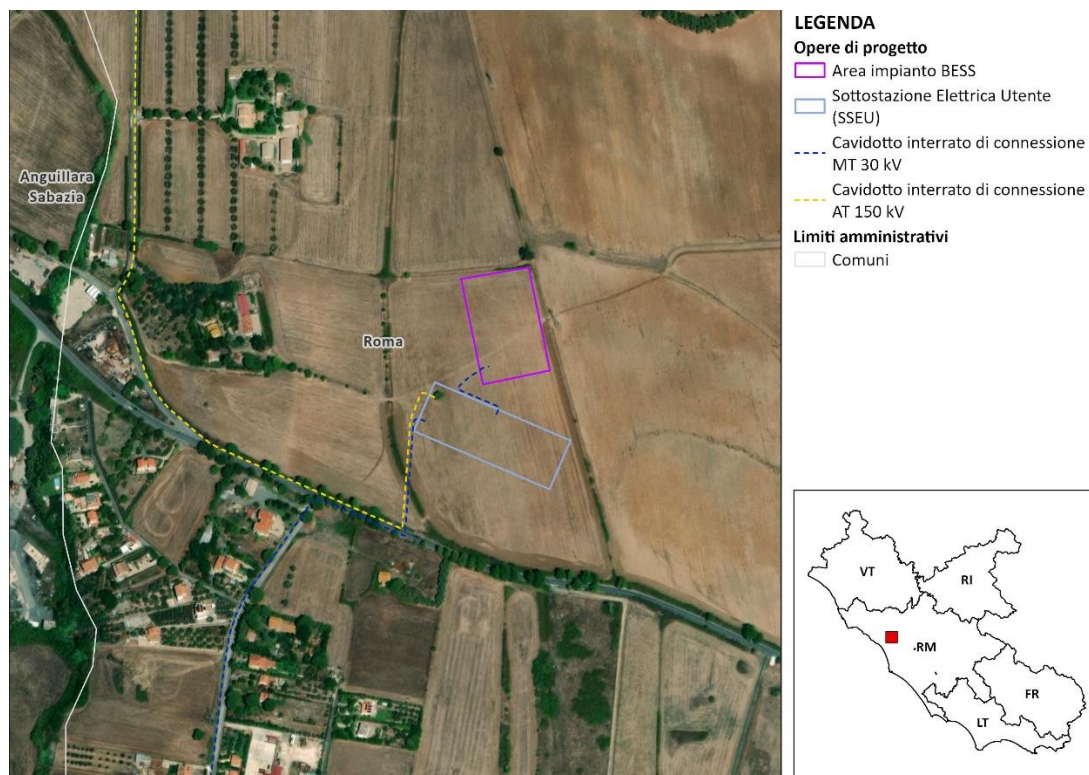 LEGENDA
Opere di progetto
Area impianto BESS
Sottostazione Elettrica Utente
(SSEU)
Cavidotto interrato di connessione
MT 30 kV
Cavidotto interrato di connessione
AT 150 kV
Limiti amministrativi
Comuni
Anguillara
Sabazia
Roma
VT
RI
RM
FR
LT